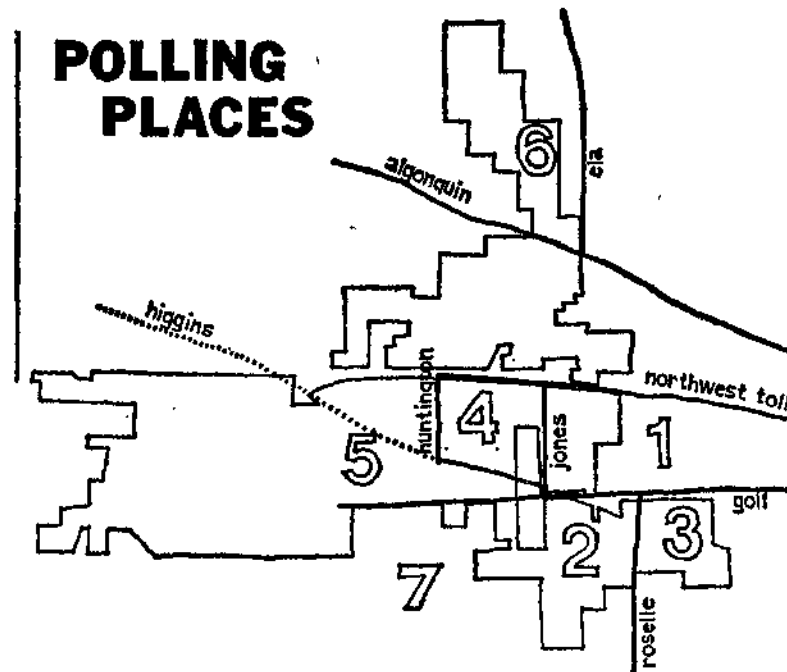 POLLING
PLACES
6
ela
algonquin
higgins
huntington
northwest toll
4
jones
1
5
golf
2
3
7
roselle